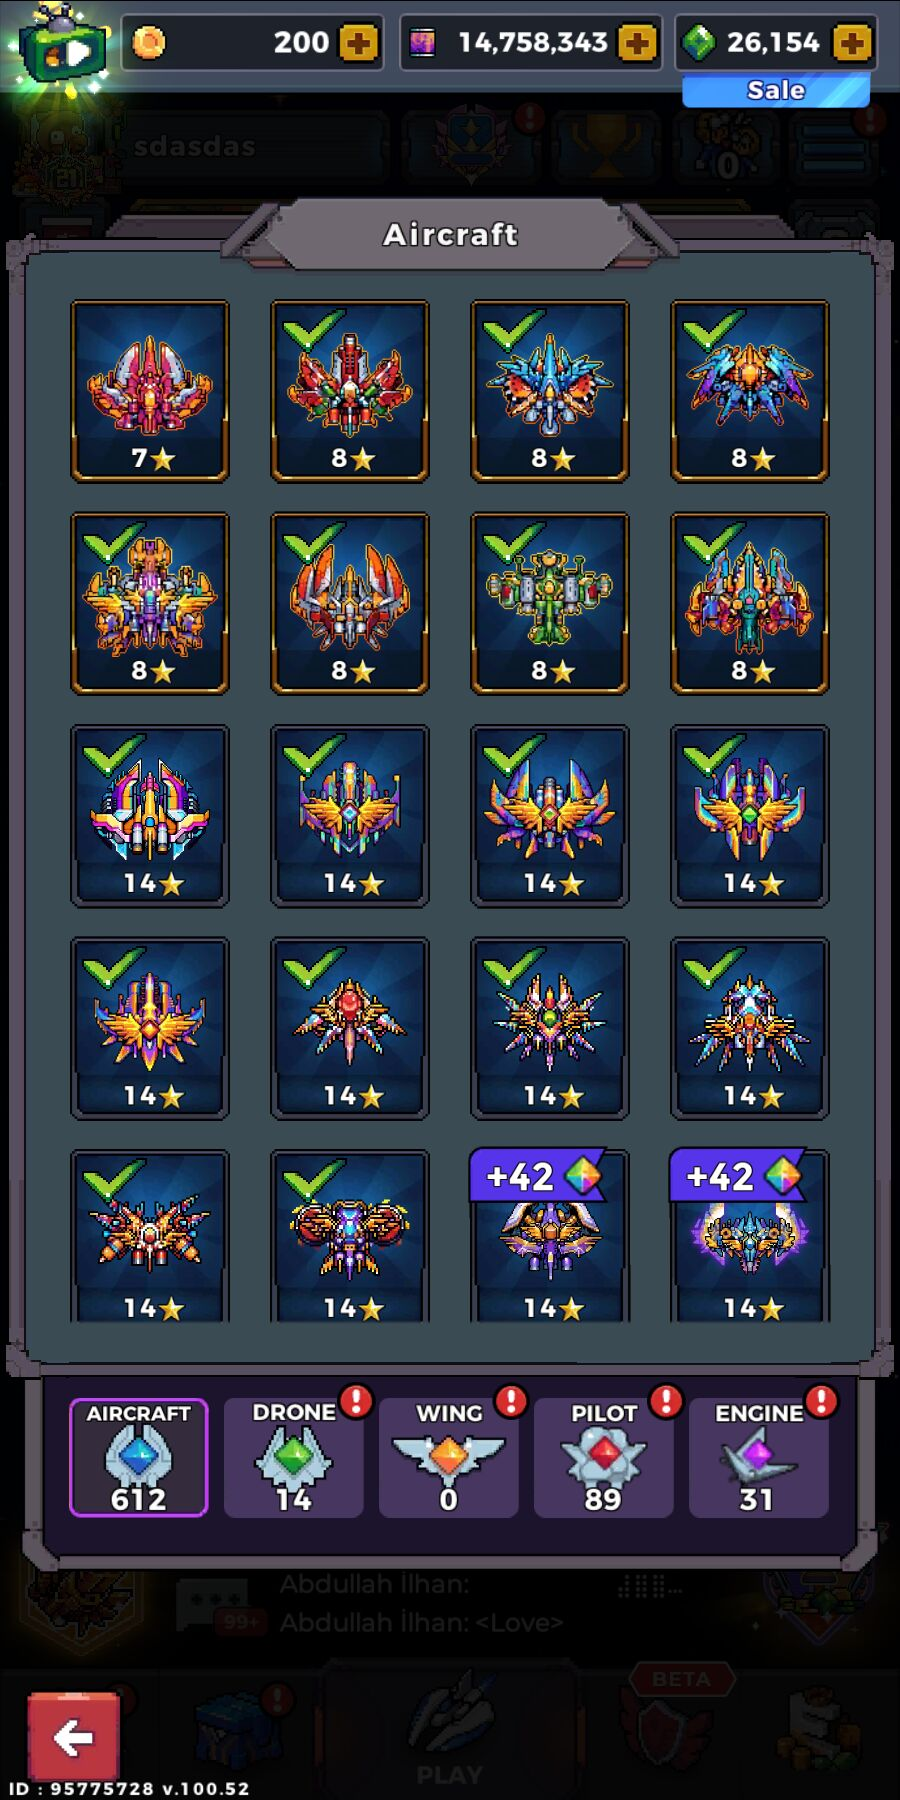 200
14,758,343
26,154
Sale
sdasdas
21
0
Aircraft
7
8
8
8
8
8
8
8
14
14
14
14
14
14
14
14
14
14
+42
14
+42
14
AIRCRAFT
612
DRONE
14
WING
0
PILOT
89
ENGINE
31
Abdullah İlhan:
99+
Abdullah İlhan: <Love>
BETA
PLAY
ID : 95775728 v.100.52